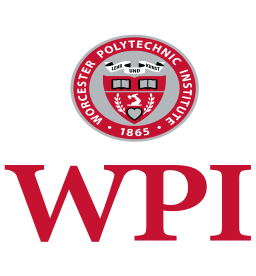 WORCESTER POLYTECHNIC INSTITUTE
LEHR UND KUNST
• 1865 •
WPI